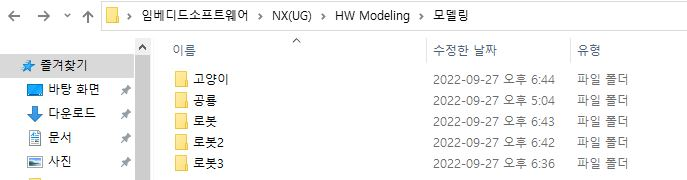 임베디드소프트웨어 > NX(UG) > HW Modeling > 모델링
이름 수정한 날짜 유형
즐겨찾기
고양이 2022-09-27 오후 6:44 파일 폴더
바탕 화면
공룡 2022-09-27 오후 5:04 파일 폴더
다운로드
로봇 2022-09-27 오후 6:43 파일 폴더
문서
로봇2 2022-09-27 오후 6:42 파일 폴더
사진
로봇3 2022-09-27 오후 6:36 파일 폴더